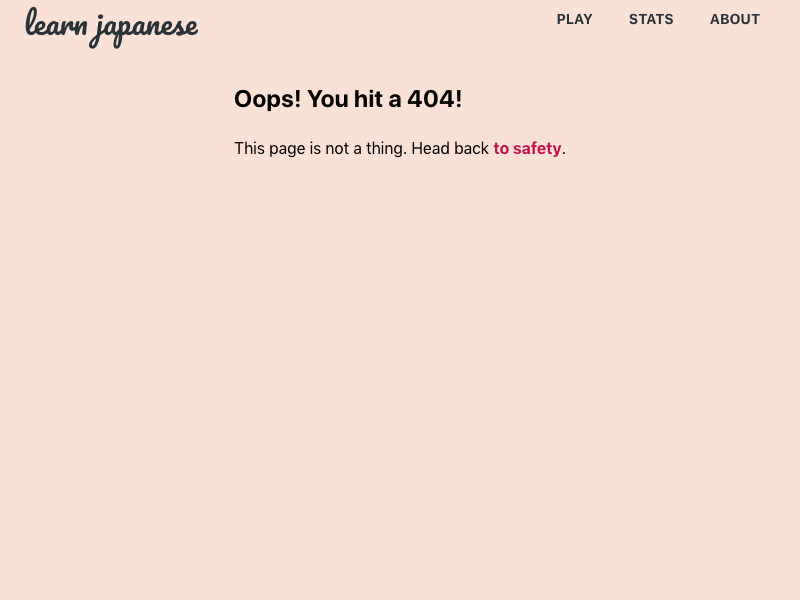 learn japanese
PLAY STATS ABOUT
Oops! You hit a 404!
This page is not a thing. Head back to safety.